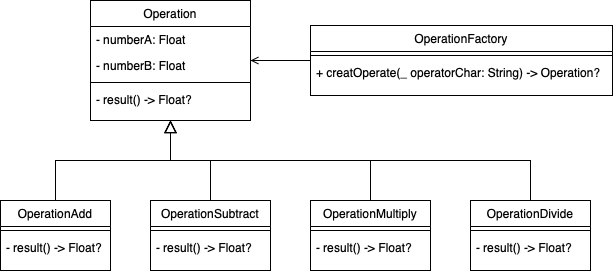 Operation
- numberA: Float
- numberB: Float
- result() -> Float?
OperationFactory
+ creatOperate(_ operatorChar: String) -> Operation?
OperationAdd
- result() -> Float?
OperationSubtract
- result() -> Float?
OperationMultiply
- result() -> Float?
OperationDivide
- result() -> Float?